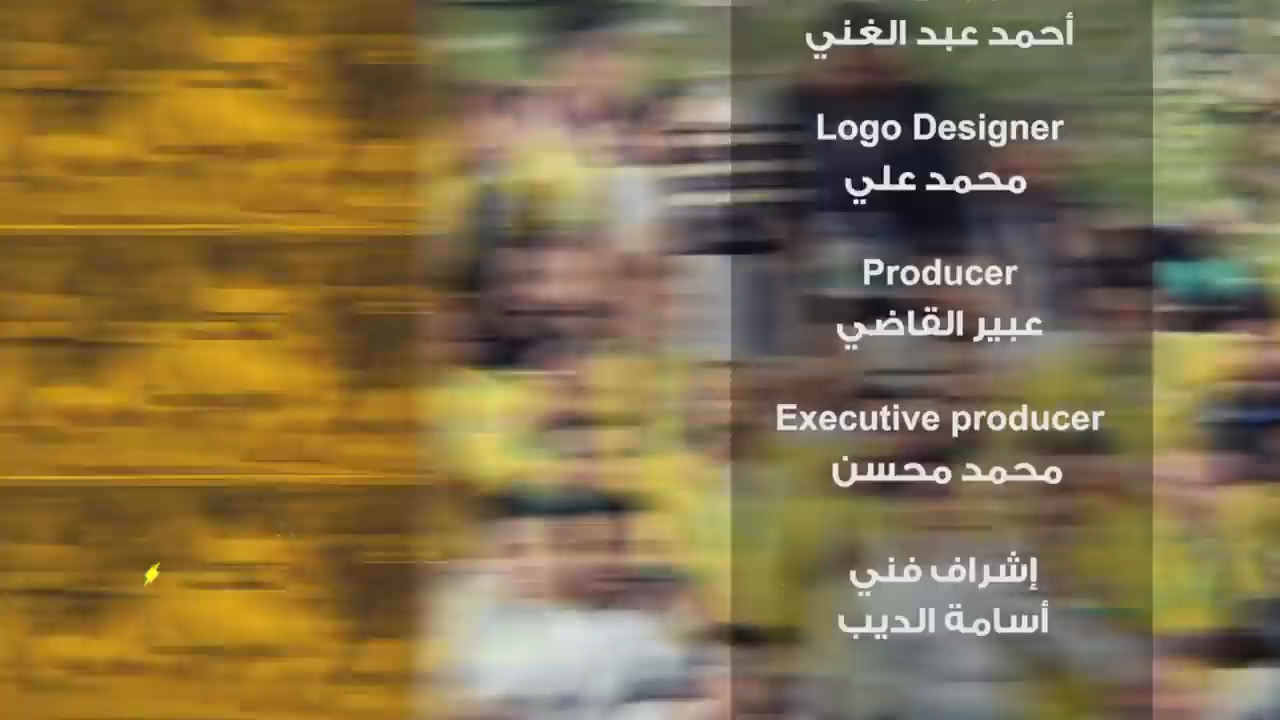 أحمد عبد الغني
Logo Designer
محمد علي
Producer
عبير القاضي
Executive producer
محمد محسن
إشراف فني
أسامة الديب